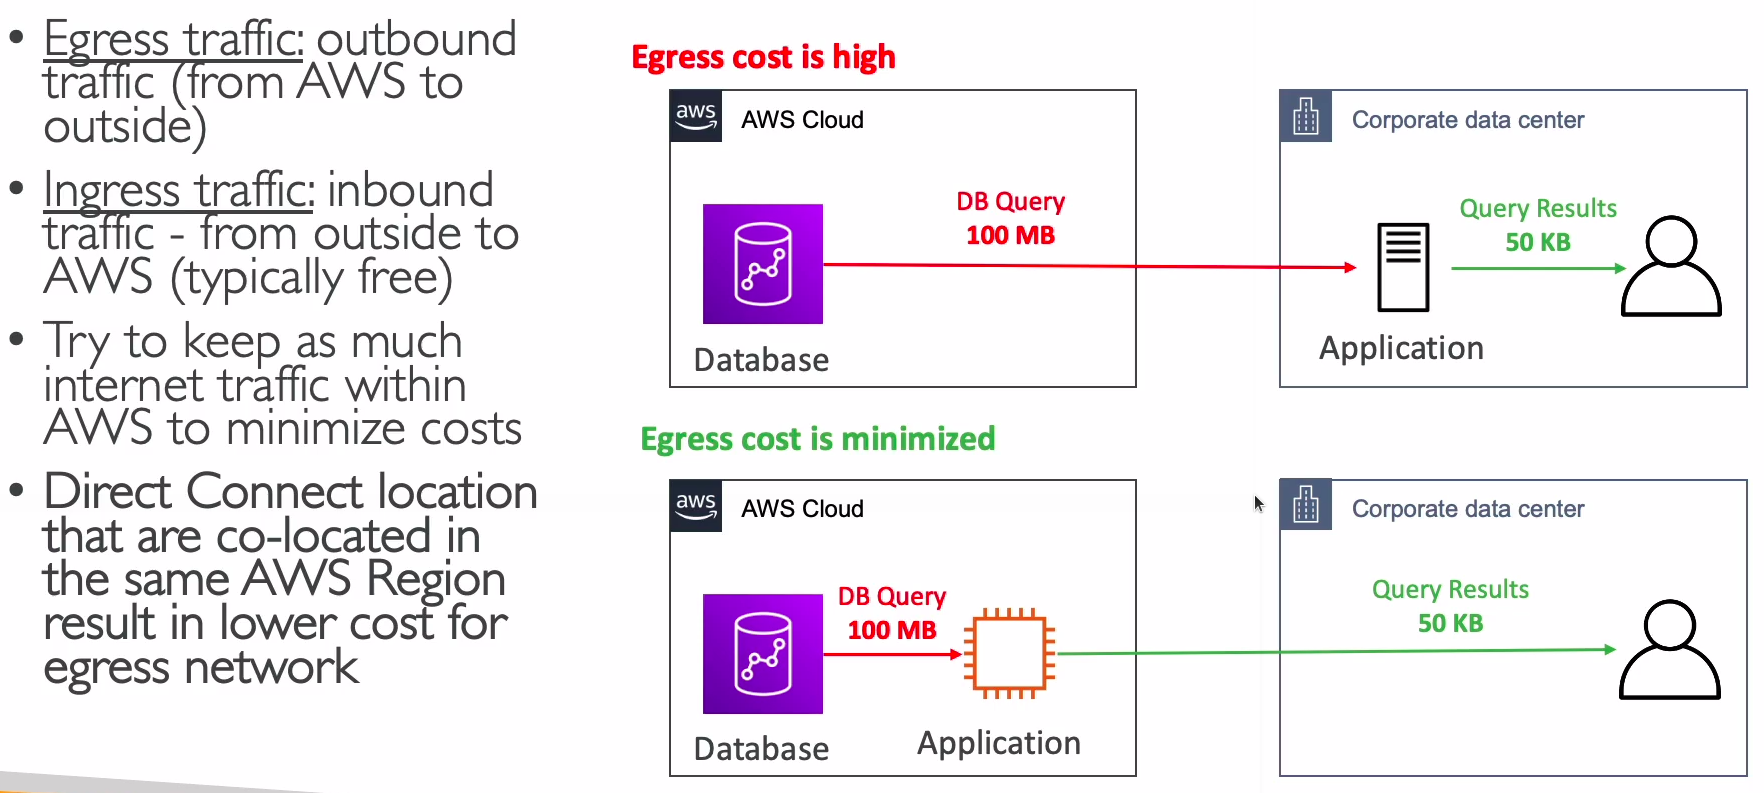 • Egress traffic: outbound
traffic (from AWS to
outside)
• Ingress traffic: inbound
traffic - from outside to
AWS (typically free)
• Try to keep as much
internet traffic within
AWS to minimize costs
• Direct Connect location
that are co-located in
the same AWS Region
result in lower cost for
egress network
Egress cost is high
aws
AWS Cloud
DB Query
100 MB
Database
Corporate data center
Query Results
50 KB
Application
Egress cost is minimized
aws
AWS Cloud
DB Query
100 MB
Database
Application
Corporate data center
Query Results
50 KB